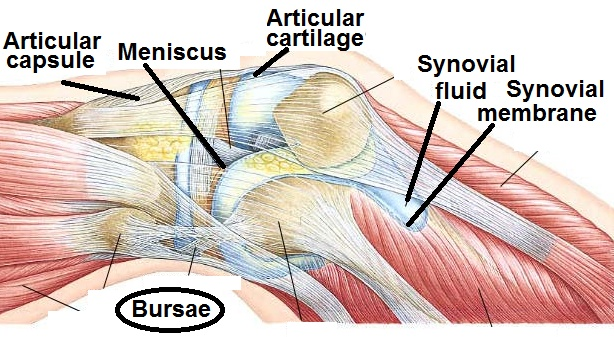 Articular
capsule
Meniscus
Articular
cartilage
Synovial
fluid
Synovial
membrane
Bursae